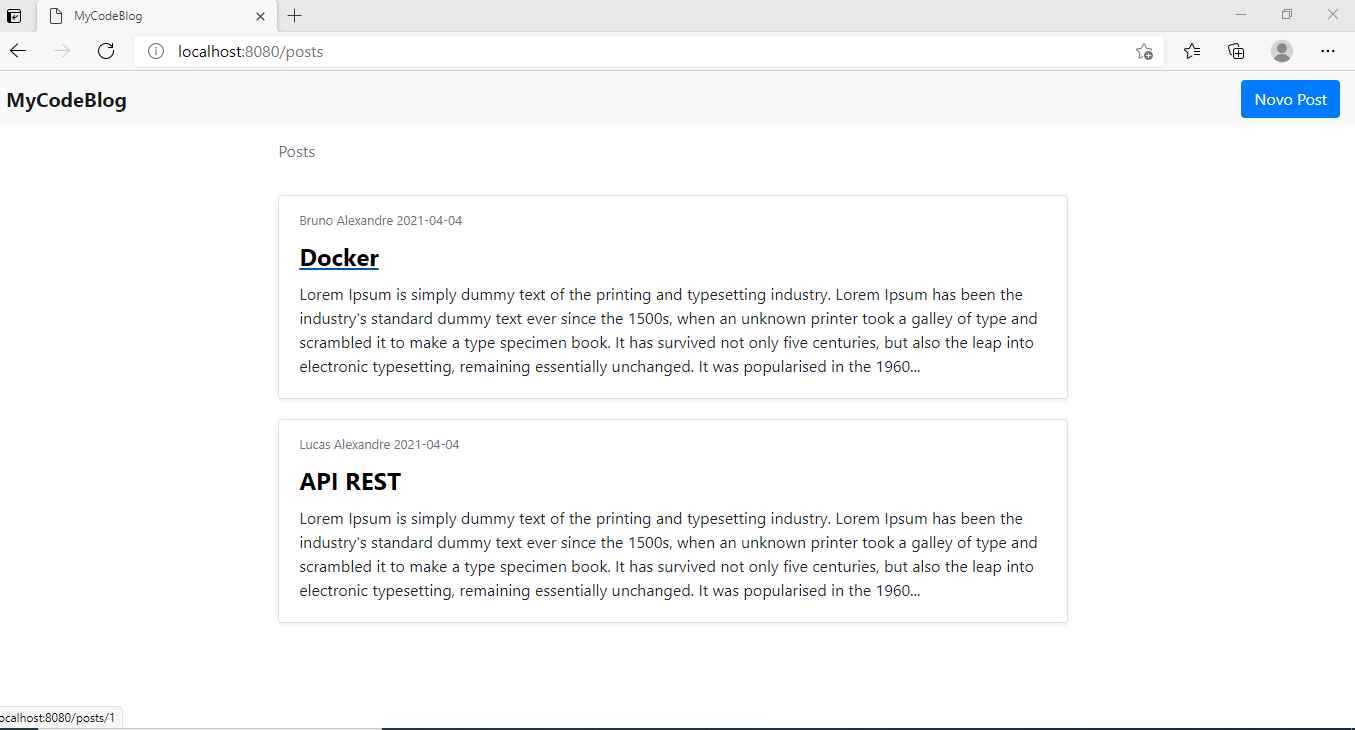 MyCodeBlog
localhost:8080/posts
MyCodeBlog
Novo Post
Posts
Bruno Alexandre 2021-04-04
Docker
Lorem Ipsum is simply dummy text of the printing and typesetting industry. Lorem Ipsum has been the
industry's standard dummy text ever since the 1500s, when an unknown printer took a galley of type and
scrambled it to make a type specimen book. It has survived not only five centuries, but also the leap into
electronic typesetting, remaining essentially unchanged. It was popularised in the 1960...
Lucas Alexandre 2021-04-04
API REST
Lorem Ipsum is simply dummy text of the printing and typesetting industry. Lorem Ipsum has been the
industry's standard dummy text ever since the 1500s, when an unknown printer took a galley of type and
scrambled it to make a type specimen book. It has survived not only five centuries, but also the leap into
electronic typesetting, remaining essentially unchanged. It was popularised in the 1960...
ocalhost:8080/posts/1